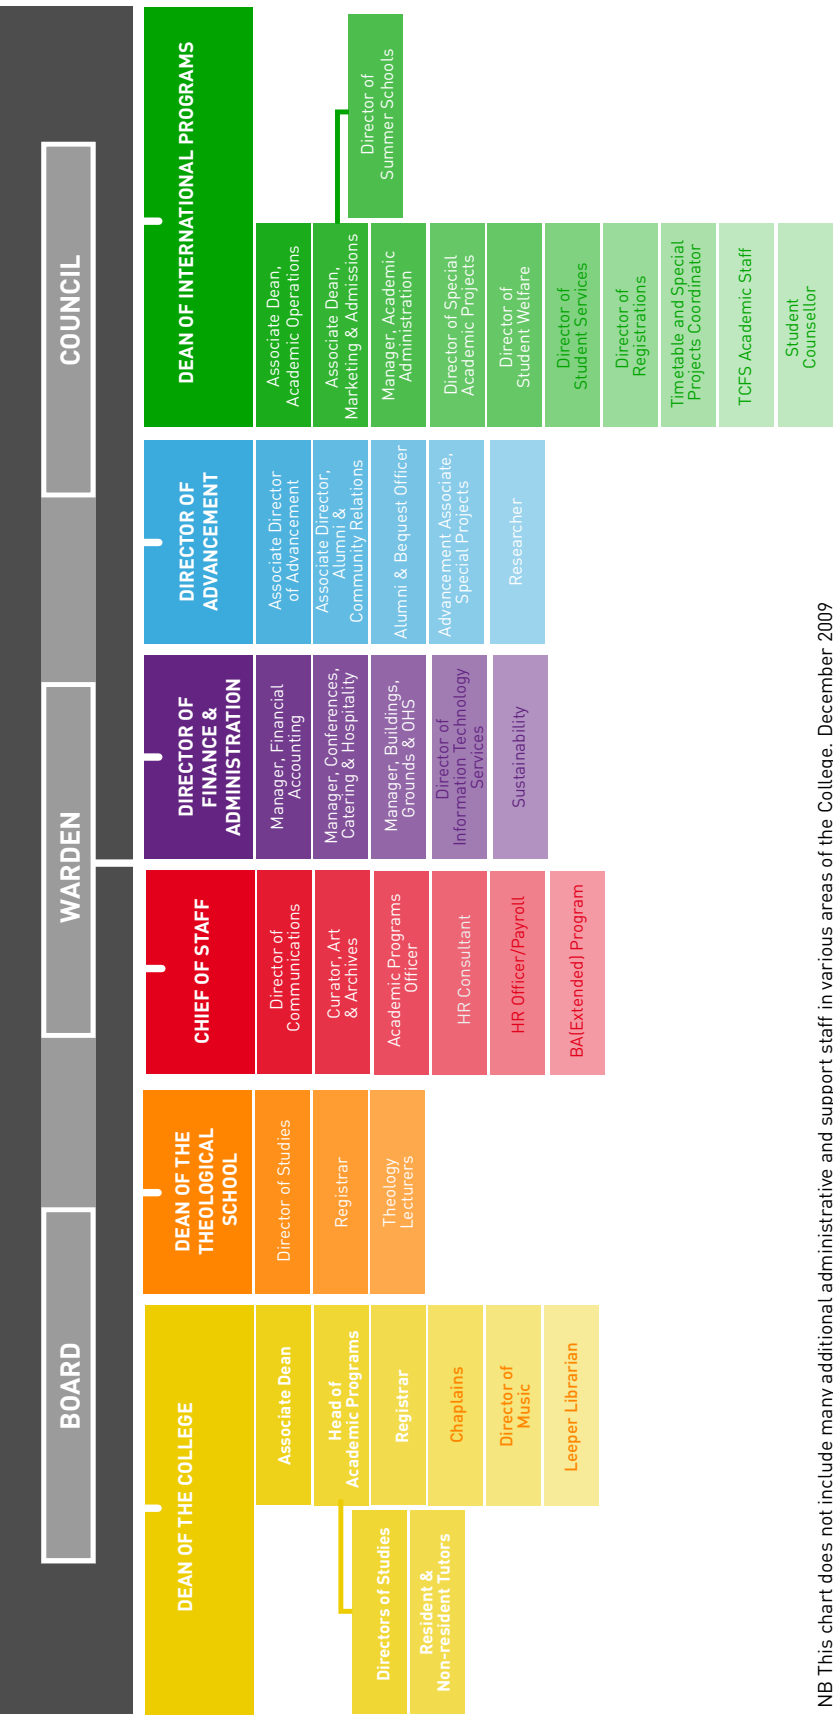 BOARD
WARDEN
COUNCIL
DEAN OF THE COLLEGE
Associate Dean
Head of
Academic Programs
Registrar
Chaplains
Director of
Music
Leeper Librarian
Directors of Studies
Resident &
Non-resident Tutors
DEAN OF THE
THEOLOGICAL
SCHOOL
Director of Studies
Registrar
Theology
Lecturers
CHIEF OF STAFF
Director of
Communications
Curator, Art
& Archives
Academic Programs
Officer
HR Consultant
HR Officer/Payroll
BA(Extended) Program
DIRECTOR OF
FINANCE &
ADMINISTRATION
Manager, Financial
Accounting
Manager, Conferences,
Catering & Hospitality
Manager, Buildings,
Grounds & OHS
Director of
Information Technology
Services
Sustainability
DIRECTOR OF
ADVANCEMENT
Associate Director
of Advancement
Associate Director,
Alumni &
Community Relations
Alumni & Bequest Officer
Advancement Associate,
Special Projects
Researcher
DEAN OF INTERNATIONAL PROGRAMS
Associate Dean,
Academic Operations
Associate Dean,
Marketing & Admissions
Manager, Academic
Administration
Director of Special
Academic Projects
Director of
Student Welfare
Director of
Student Services
Director of
Registrations
Timetable and Special
Projects Coordinator
TCFS Academic Staff
Student
Counsellor
Director of
Summer Schools
NB This chart does not include many additional administrative and support staff in various areas of the College. December 2009